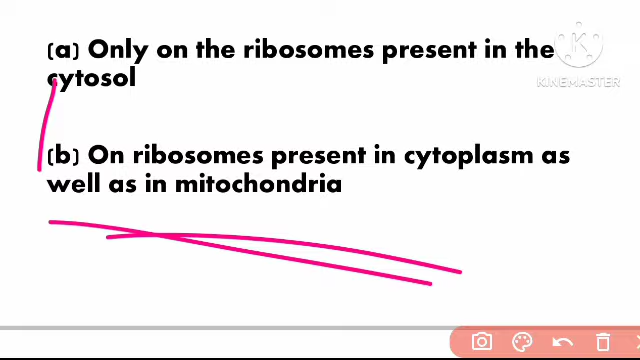 (a) Only on the ribosomes present in the
cytosol
K
KINEMASTER
(b) On ribosomes present in cytoplasm as
well as in mitochondria